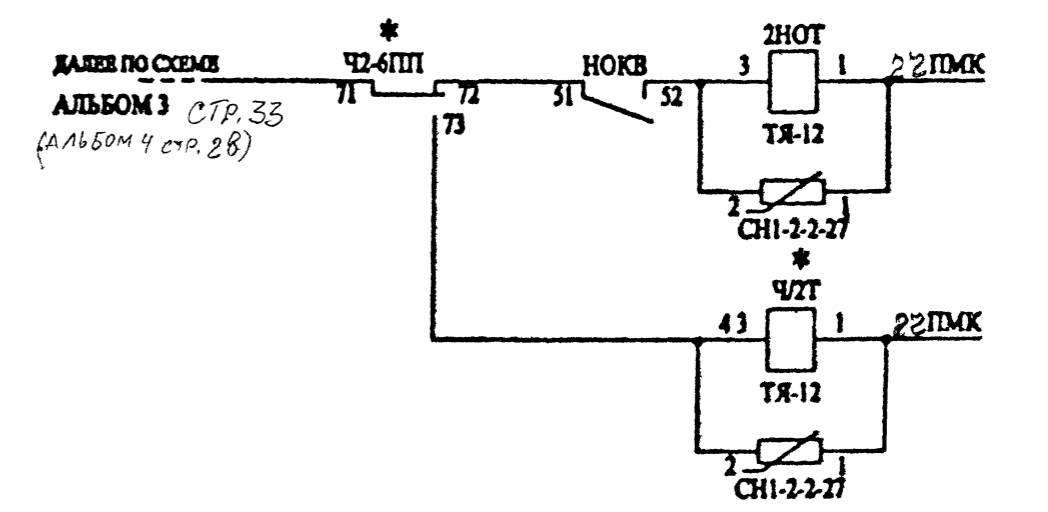 ДАЛЕЕ ПО СХЕМЕ
АЛЬБОМ 3 СТР. 33
(АЛЬБОМ 4 стр. 28)
*
Ч2-6ПП
71
72
73
НОКВ
51
52
2НОТ
3
1
22ПМК
ТЯ-12
2
1
СН1-2-2-27
*
Ч/2Т
4 3
1
22ПМК
ТЯ-12
2
1
СН1-2-2-27